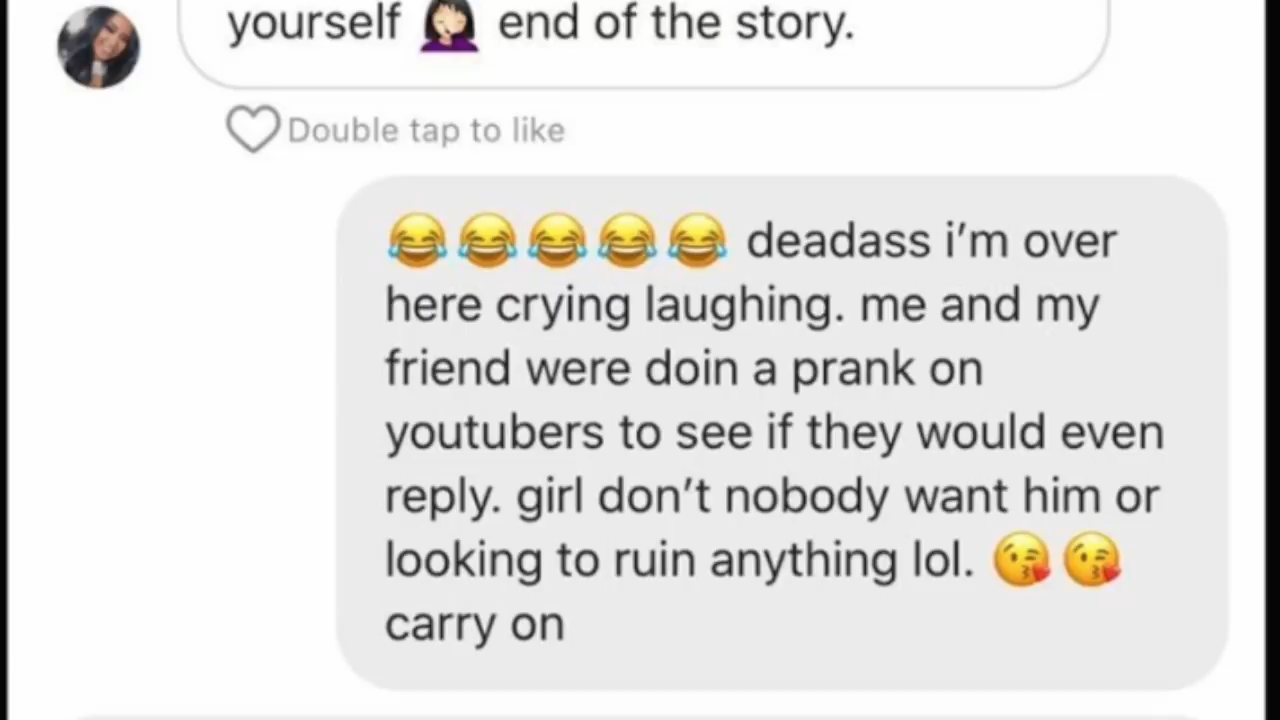 yourself 🤦🏻‍♀️ end of the story.
Double tap to like
😂😂😂😂😂 deadass i’m over
here crying laughing. me and my
friend were doin a prank on
youtubers to see if they would even
reply. girl don’t nobody want him or
looking to ruin anything lol. 😘😘
carry on